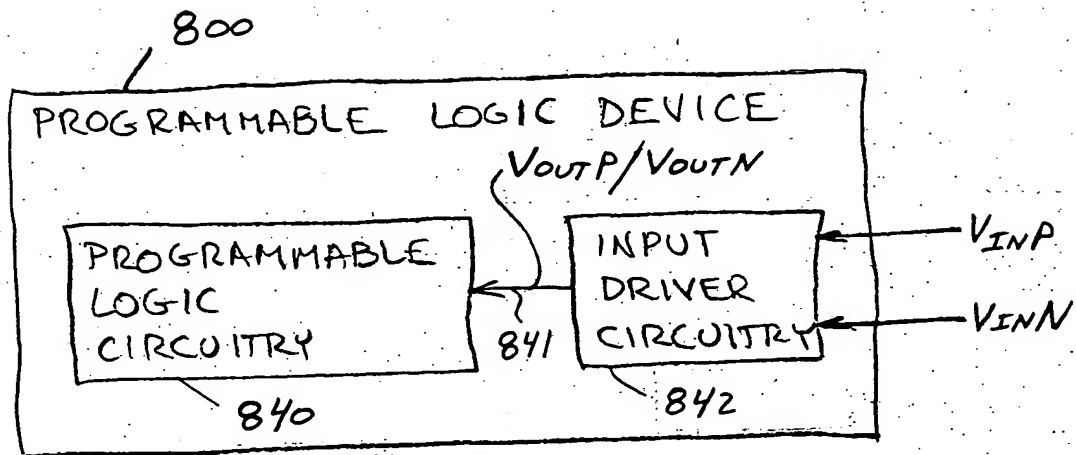 800
PROGRAMMABLE LOGIC DEVICE
VOUTP/VOUTN
PROGRAMMABLE
LOGIC
CIRCUITRY
841
INPUT
DRIVER
CIRCUITRY
VINP
VINN
840
842